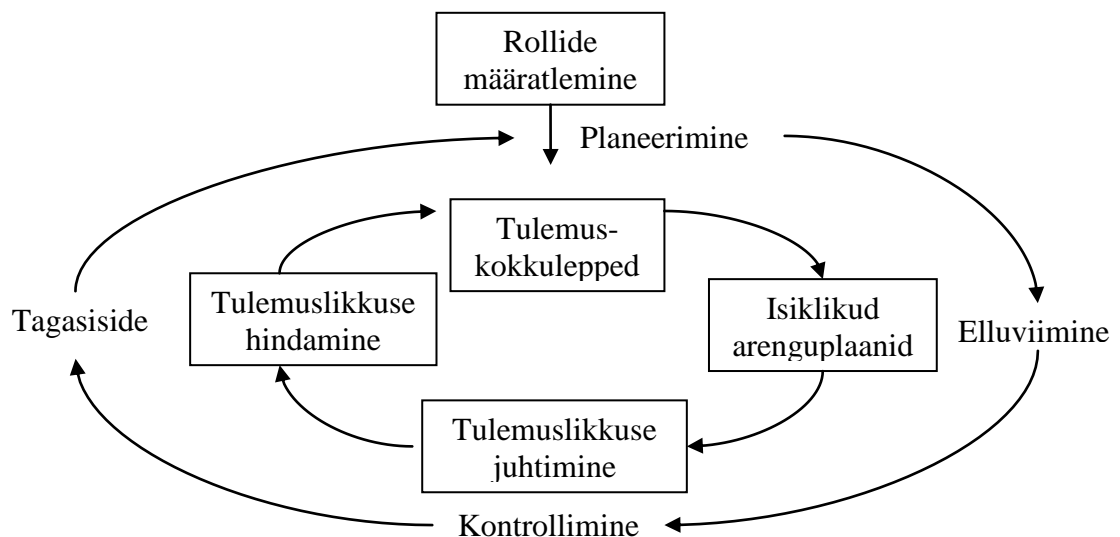 Rollide
määratlemine
Planeerimine
Tulemus-
kokkulepped
Tulemuslikkuse
hindamine
Tagasiside
Isiklikud
arenguplaanid
Elluviimine
Tulemuslikkuse
juhtimine
Kontrollimine